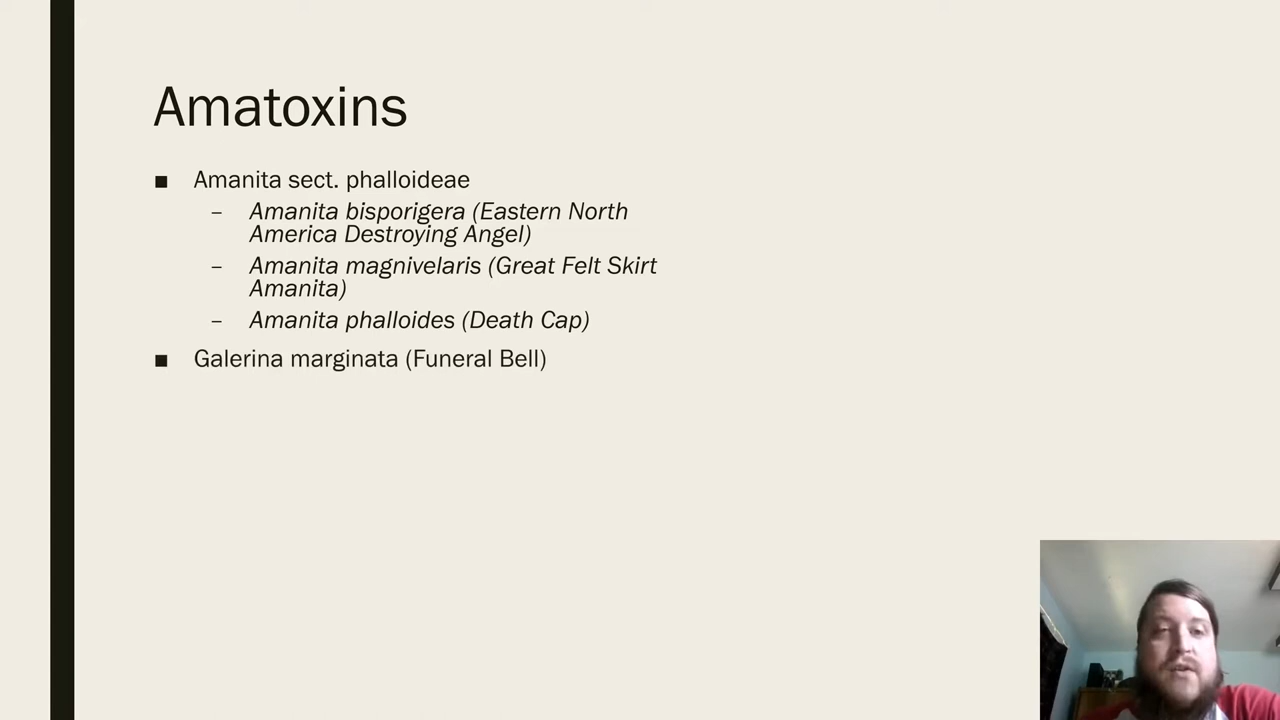 Amatoxins
■ Amanita sect. phalloideae
– Amanita bisporigera (Eastern North
America Destroying Angel)
– Amanita magnivelaris (Great Felt Skirt
Amanita)
– Amanita phalloides (Death Cap)
■ Galerina marginata (Funeral Bell)